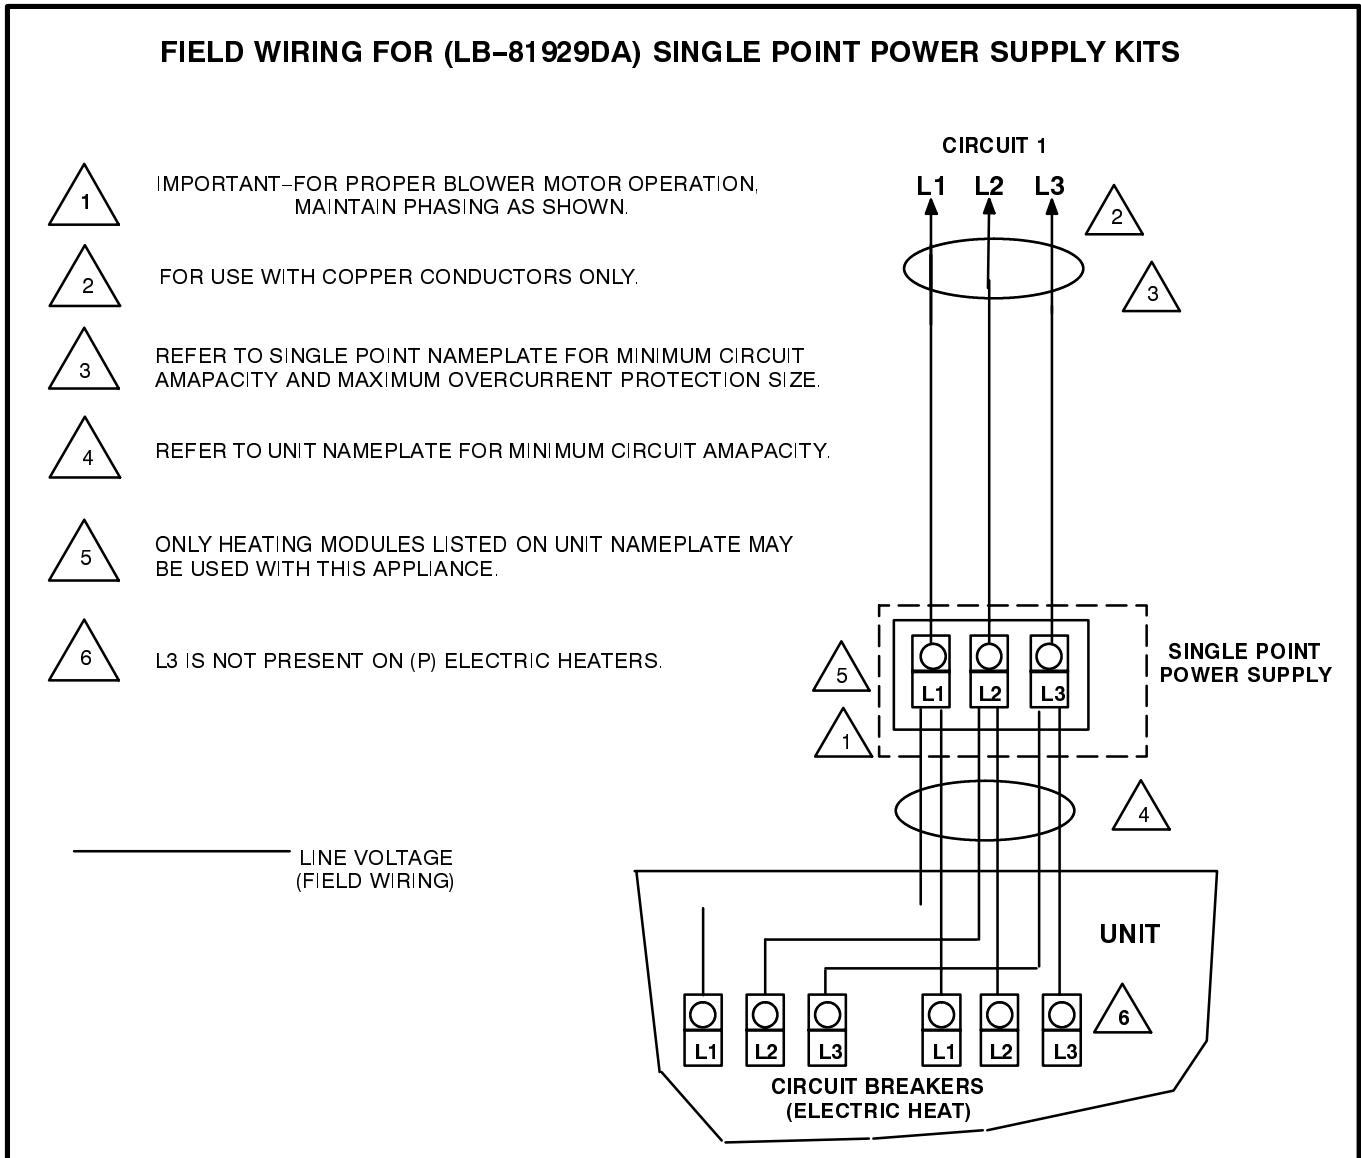 FIELD WIRING FOR (LB–81929DA) SINGLE POINT POWER SUPPLY KITS
1
IMPORTANT–FOR PROPER BLOWER MOTOR OPERATION,
MAINTAIN PHASING AS SHOWN.
2
FOR USE WITH COPPER CONDUCTORS ONLY.
3
REFER TO SINGLE POINT NAMEPLATE FOR MINIMUM CIRCUIT
AMAPACITY AND MAXIMUM OVERCURRENT PROTECTION SIZE.
4
REFER TO UNIT NAMEPLATE FOR MINIMUM CIRCUIT AMAPACITY.
5
ONLY HEATING MODULES LISTED ON UNIT NAMEPLATE MAY
BE USED WITH THIS APPLIANCE.
6
L3 IS NOT PRESENT ON (P) ELECTRIC HEATERS.
LINE VOLTAGE
(FIELD WIRING)
CIRCUIT 1
L1 L2 L3
2
3
5
L1 L2 L3
1
SINGLE POINT
POWER SUPPLY
4
UNIT
6
L1 L2 L3 L1 L2 L3
CIRCUIT BREAKERS
(ELECTRIC HEAT)